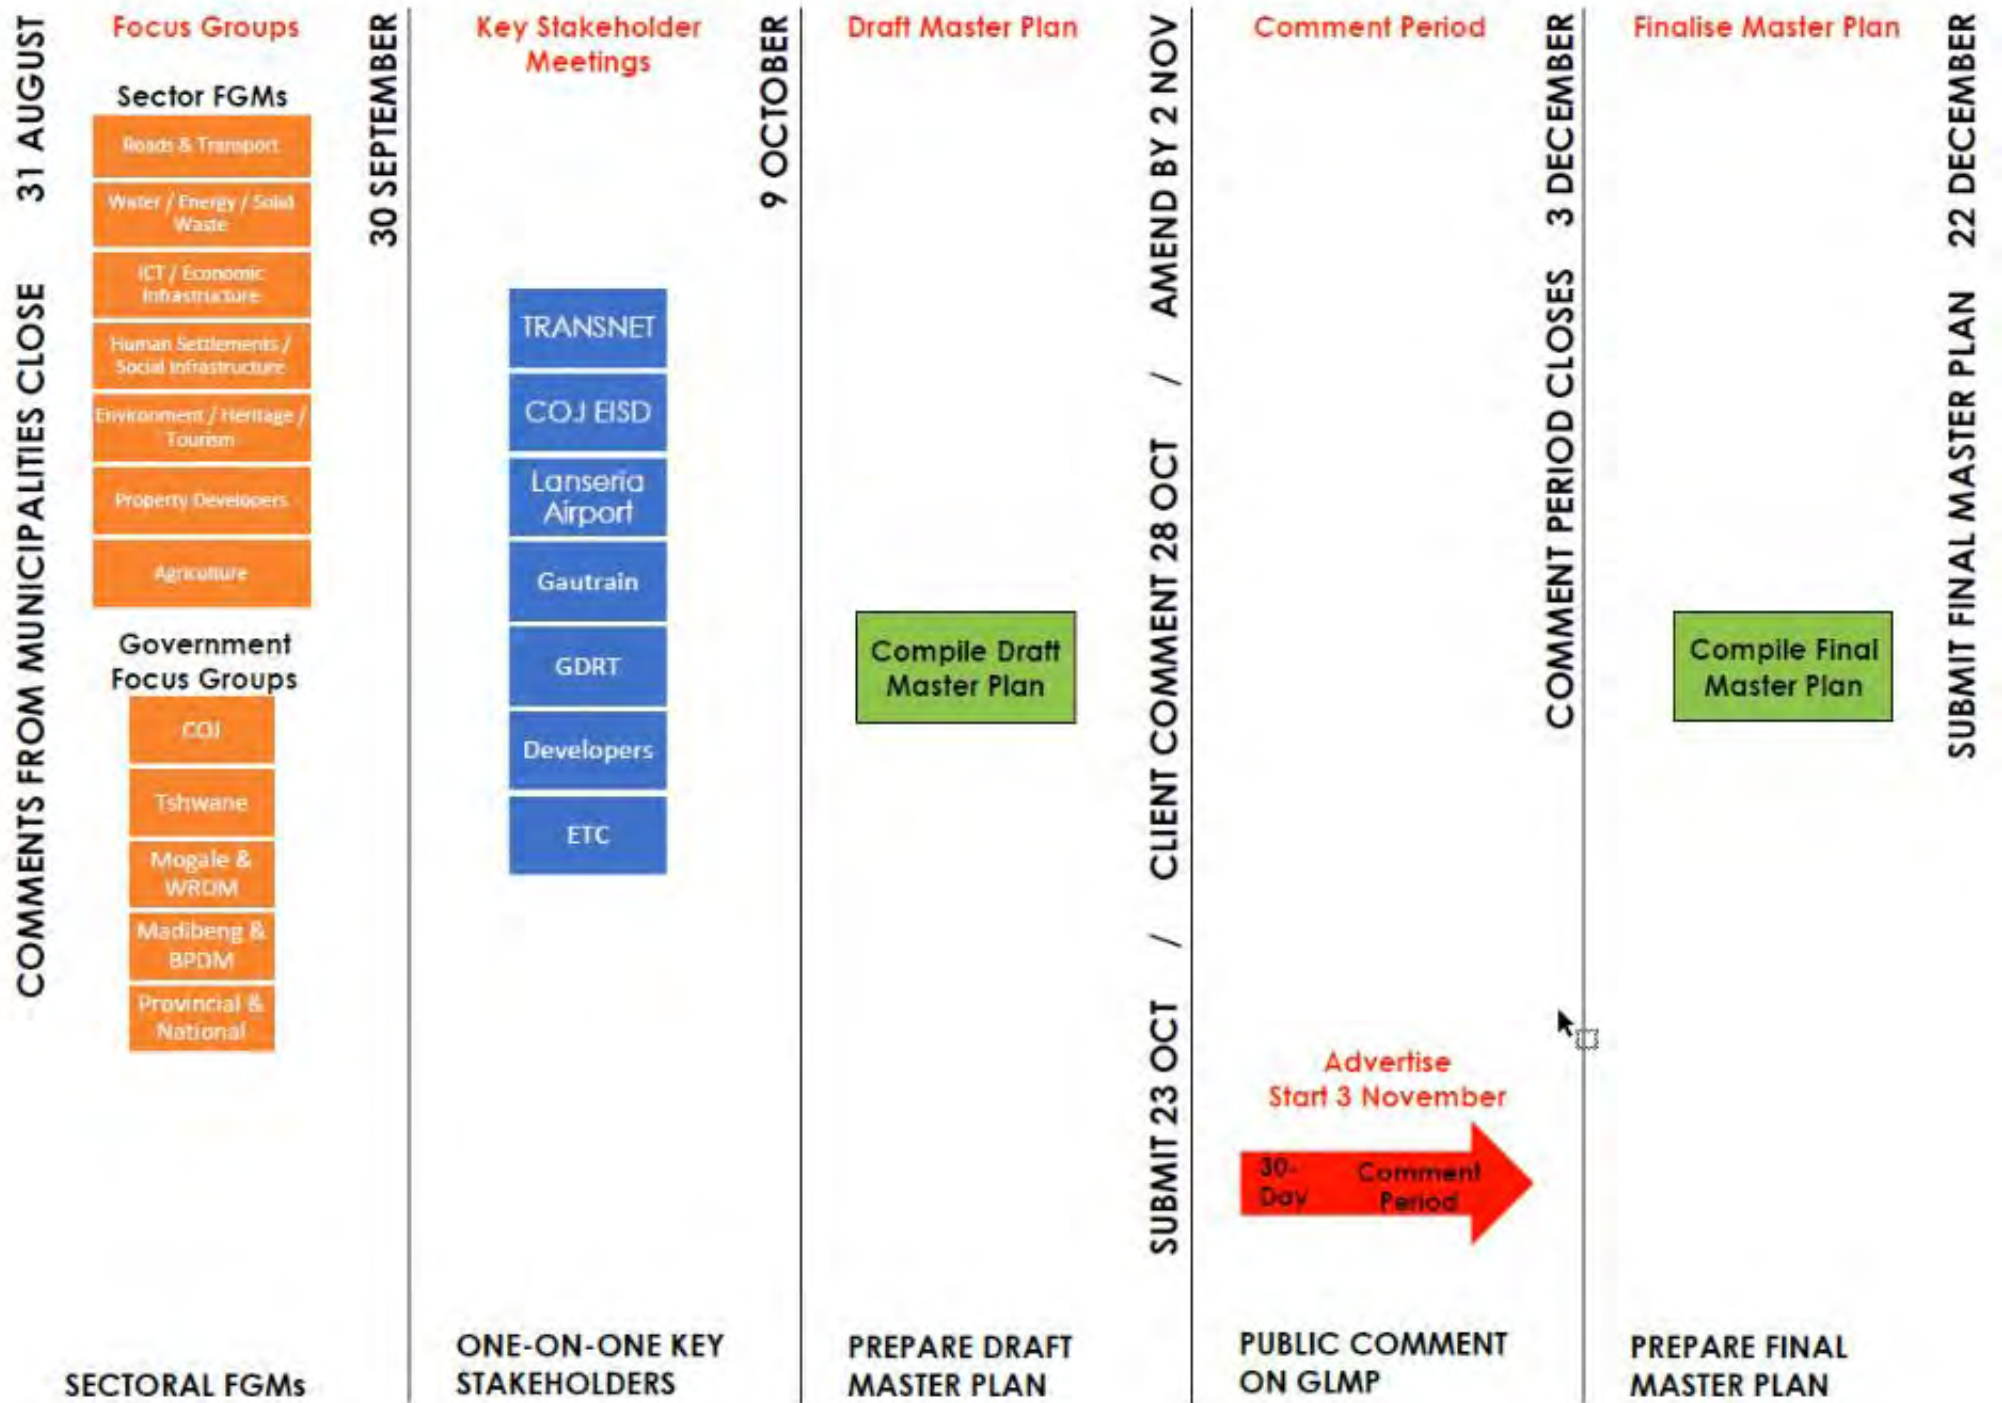 COMMENTS FROM MUNICIPALITIES CLOSE 31 AUGUST
Focus Groups
Sector FGMs
Roads & Transport
Water / Energy / Solid
Waste
ICT / Economic
Infrastructure
Human Settlements /
Social Infrastructure
Environment / Heritage /
Tourism
Property Developers
Agriculture
Government
Focus Groups
COJ
Tshwane
Mogale &
WRDM
Madibeng &
BPDM
Provincial &
National
SECTORAL FGMs
30 SEPTEMBER
Key Stakeholder
Meetings
TRANSNET
COJ EISD
Lanseria
Airport
Gautrain
GDRT
Developers
ETC
ONE-ON-ONE KEY
STAKEHOLDERS
9 OCTOBER
Draft Master Plan
Compile Draft
Master Plan
PREPARE DRAFT
MASTER PLAN
SUBMIT 23 OCT / CLIENT COMMENT 28 OCT / AMEND BY 2 NOV
Comment Period
Advertise
Start 3 November
30-
Day
Comment
Period
PUBLIC COMMENT
ON GLMP
COMMENT PERIOD CLOSES 3 DECEMBER
Finalise Master Plan
Compile Final
Master Plan
PREPARE FINAL
MASTER PLAN
SUBMIT FINAL MASTER PLAN 22 DECEMBER